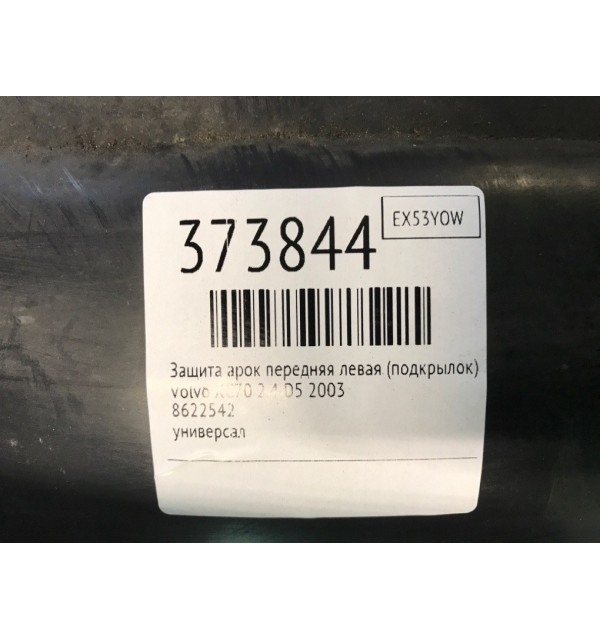 373844
EX53YOW
Защита арок передняя левая (подкрылок)
Volvo XC70 2.4 D5 2003
8622542
универсал